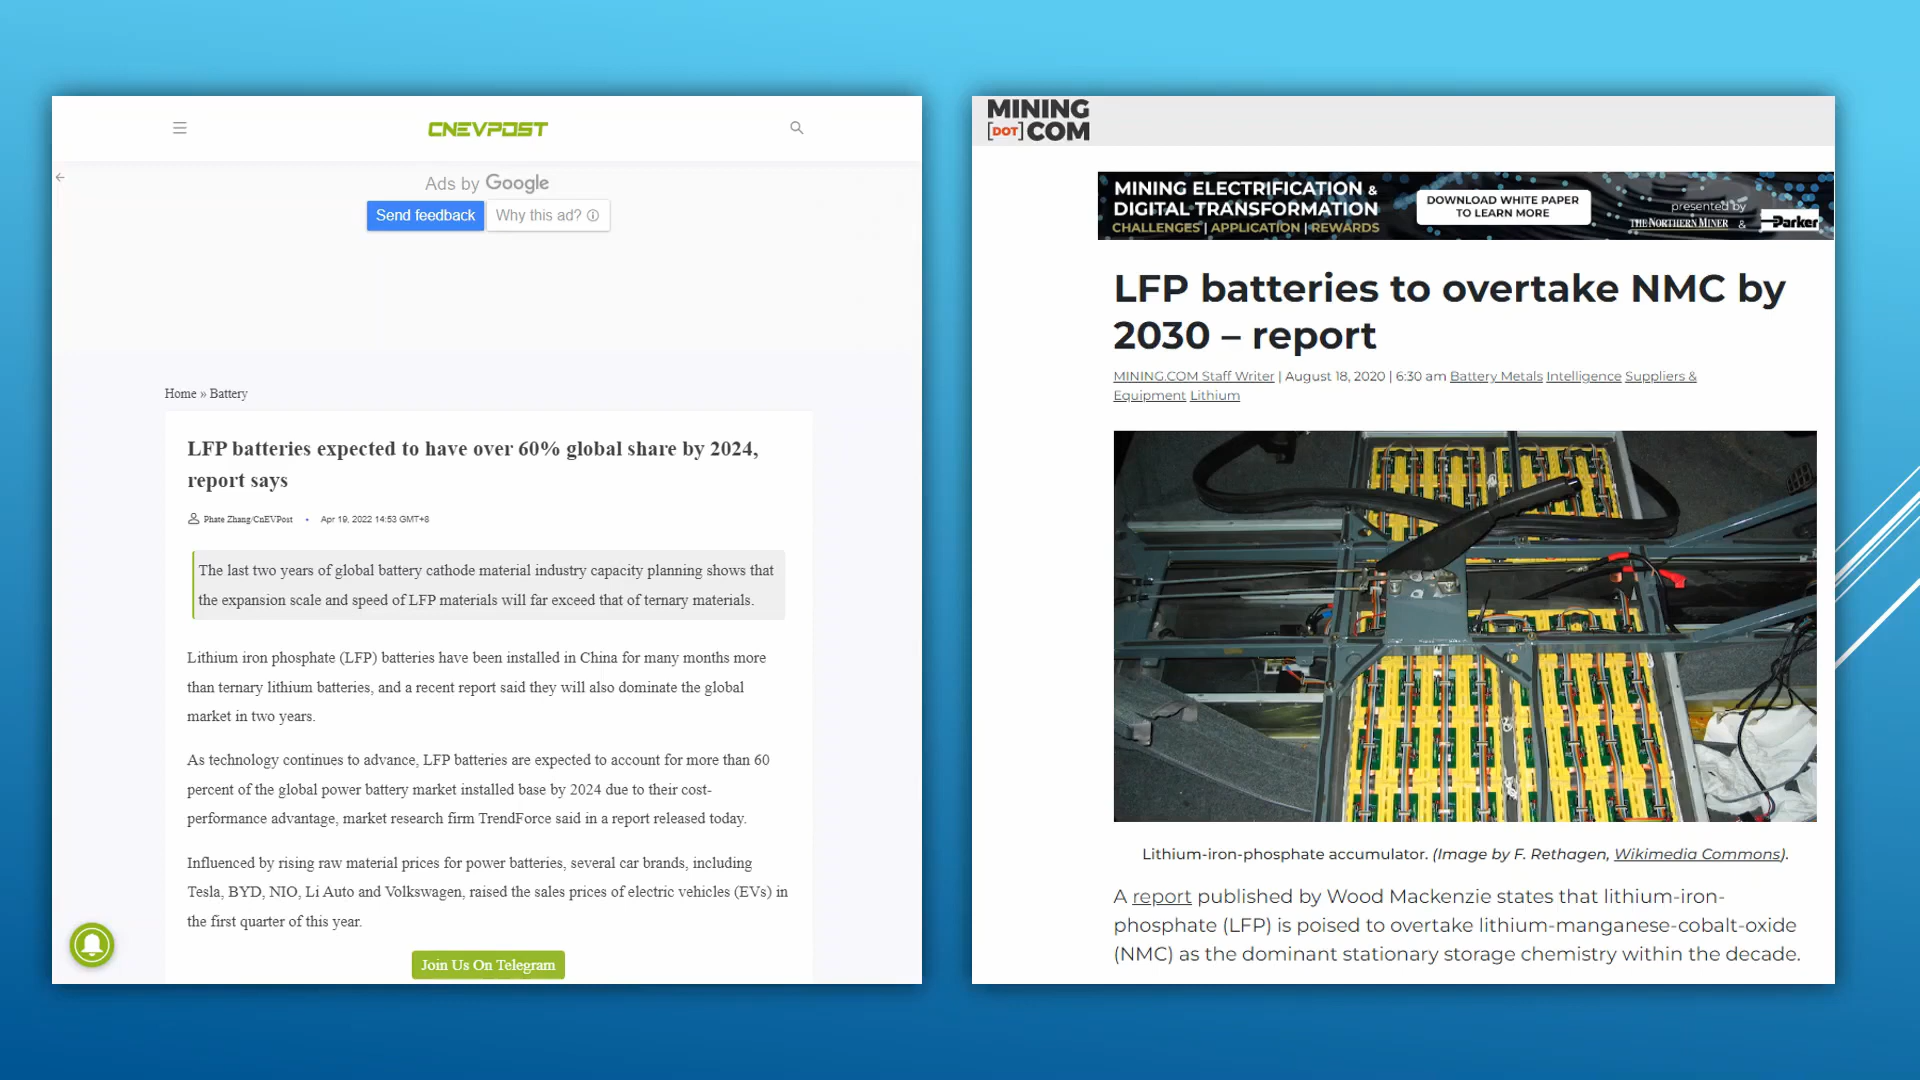 CNEVPOST
Ads by Google
Send feedback
Why this ad?
Home » Battery
LFP batteries expected to have over 60% global share by 2024,
report says
Phate Zhang/CnEVPost • Apr 19, 2022 14:53 GMT+8
The last two years of global battery cathode material industry capacity planning shows that
the expansion scale and speed of LFP materials will far exceed that of ternary materials.
Lithium iron phosphate (LFP) batteries have been installed in China for many months more
than ternary lithium batteries, and a recent report said they will also dominate the global
market in two years.
As technology continues to advance, LFP batteries are expected to account for more than 60
percent of the global power battery market installed base by 2024 due to their cost-
performance advantage, market research firm TrendForce said in a report released today.
Influenced by rising raw material prices for power batteries, several car brands, including
Tesla, BYD, NIO, Li Auto and Volkswagen, raised the sales prices of electric vehicles (EVs) in
the first quarter of this year.
Join Us On Telegram
MINING
[DOT] COM
MINING ELECTRIFICATION &
DIGITAL TRANSFORMATION
CHALLENGES | APPLICATION | REWARDS
DOWNLOAD WHITE PAPER
TO LEARN MORE
presented by
THE NORTHERN MINER & Parker
LFP batteries to overtake NMC by
2030 – report
MINING.COM Staff Writer | August 18, 2020 | 6:30 am Battery Metals Intelligence Suppliers &
Equipment Lithium
Lithium-iron-phosphate accumulator. (Image by F. Rethagen, Wikimedia Commons).
A report published by Wood Mackenzie states that lithium-iron-
phosphate (LFP) is poised to overtake lithium-manganese-cobalt-oxide
(NMC) as the dominant stationary storage chemistry within the decade.